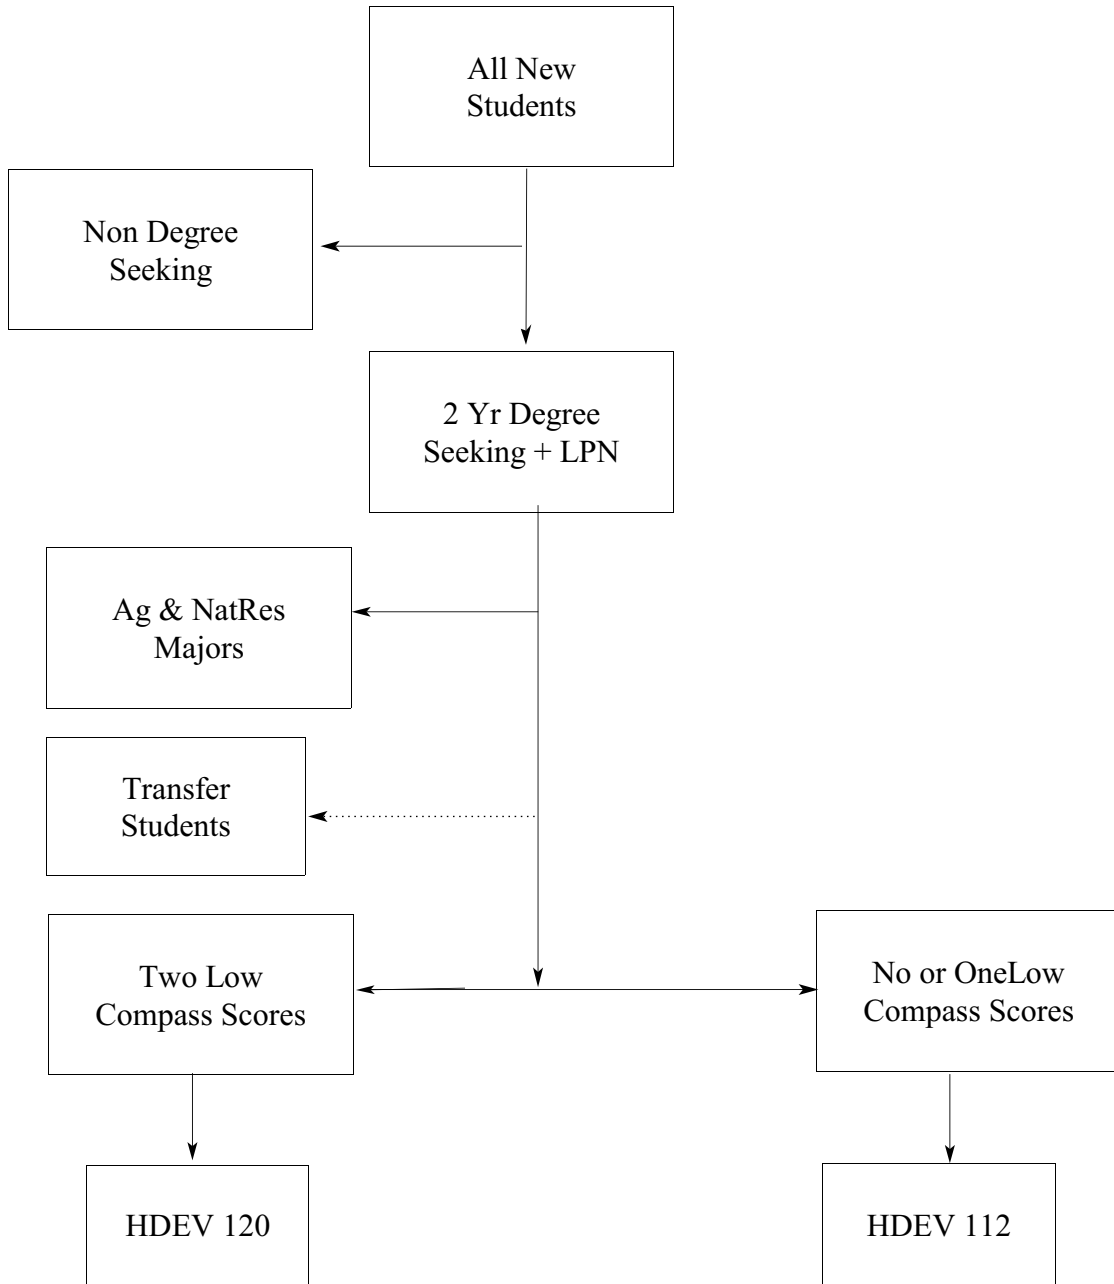 All New
Students
Non Degree
Seeking
2 Yr Degree
Seeking + LPN
Ag & NatRes
Majors
Transfer
Students
Two Low
Compass Scores
No or OneLow
Compass Scores
HDEV 120
HDEV 112